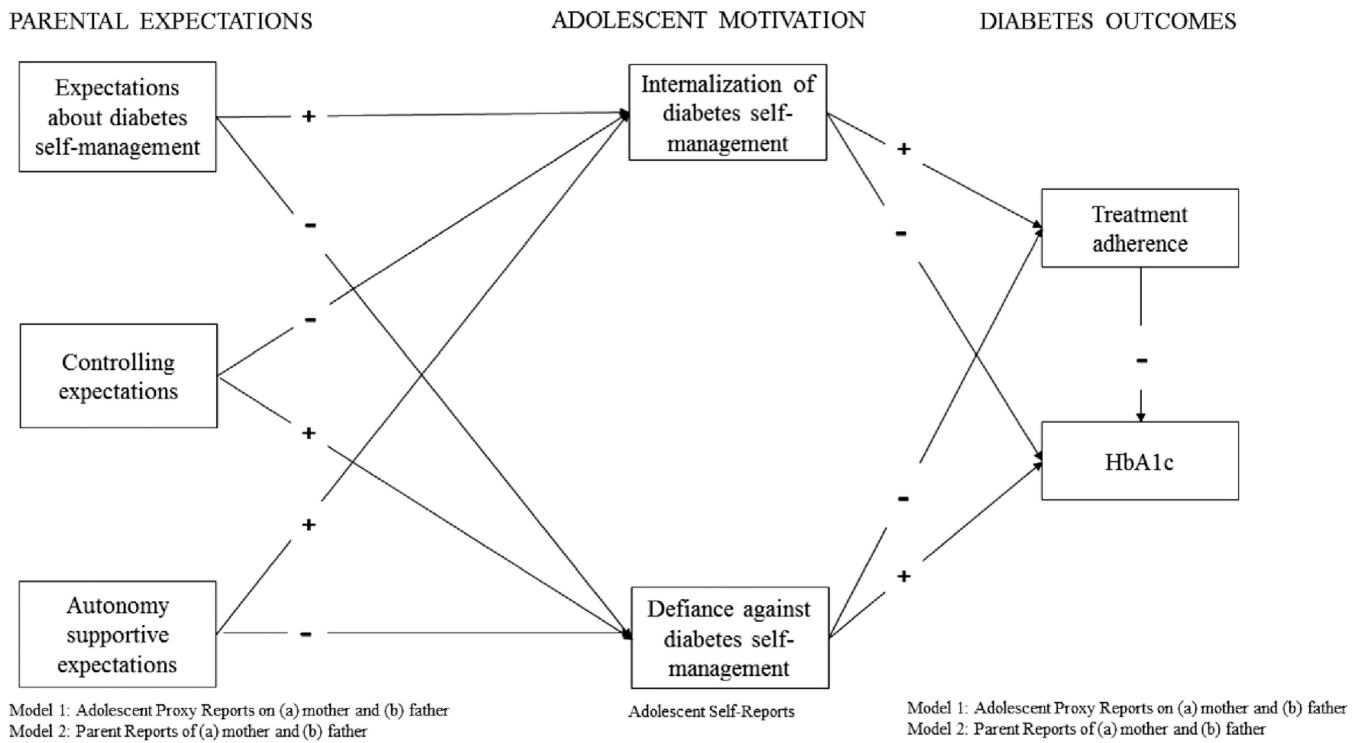 PARENTAL EXPECTATIONS
ADOLESCENT MOTIVATION
DIABETES OUTCOMES
Expectations
about diabetes
self-management
Controlling
expectations
Autonomy
supportive
expectations
+
-
-
+
+
-
Internalization of
diabetes self-
management
Defiance against
diabetes self-
management
+
-
-
+
Treatment
adherence
-
HbA1c
Model 1: Adolescent Proxy Reports on (a) mother and (b) father
Model 2: Parent Reports of (a) mother and (b) father
Adolescent Self-Reports
Model 1: Adolescent Proxy Reports on (a) mother and (b) father
Model 2: Parent Reports of (a) mother and (b) father